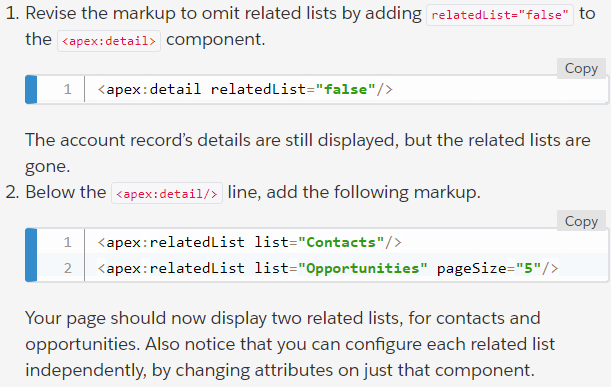 1. Revise the markup to omit related lists by adding relatedList="false" to
the <apex:detail> component.
Copy
1 <apex:detail relatedList="false"/>
The account record’s details are still displayed, but the related lists are
gone.
2. Below the <apex:detail/> line, add the following markup.
Copy
1 <apex:relatedList list="Contacts"/>
2 <apex:relatedList list="Opportunities" pageSize="5"/>
Your page should now display two related lists, for contacts and
opportunities. Also notice that you can configure each related list
independently, by changing attributes on just that component.